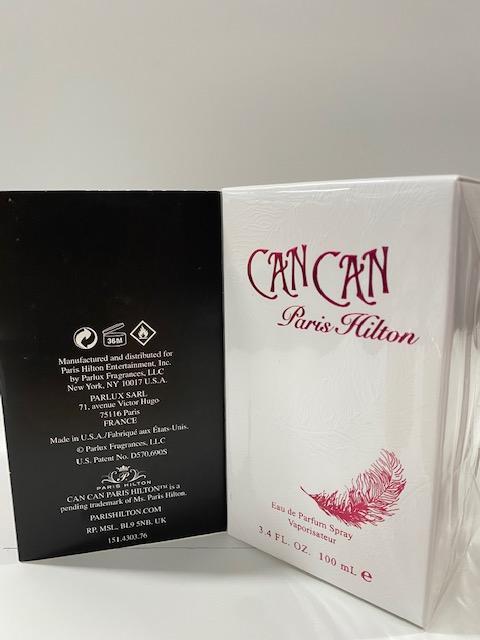 36M
Manufactured and distributed for
Paris Hilton Entertainment, Inc.
by Parlux Fragrances, LLC
New York, NY 10017 U.S.A.
PARLUX SARL
71, avenue Victor Hugo
75116 Paris
FRANCE
Made in U.S.A./Fabriqué aux États-Unis.
© Parlux Fragrances, LLC
U.S. Patent No. D570,690S
P
PARIS HILTON
CAN CAN PARIS HILTON™ is a
pending trademark of Ms. Paris Hilton.
PARISHILTON.COM
RP, MSL, BL9 5NB, UK
151.4303.76
CAN CAN
Paris Hilton
Eau de Parfum Spray
Vaporisateur
3.4 FL. OZ. 100 mL e